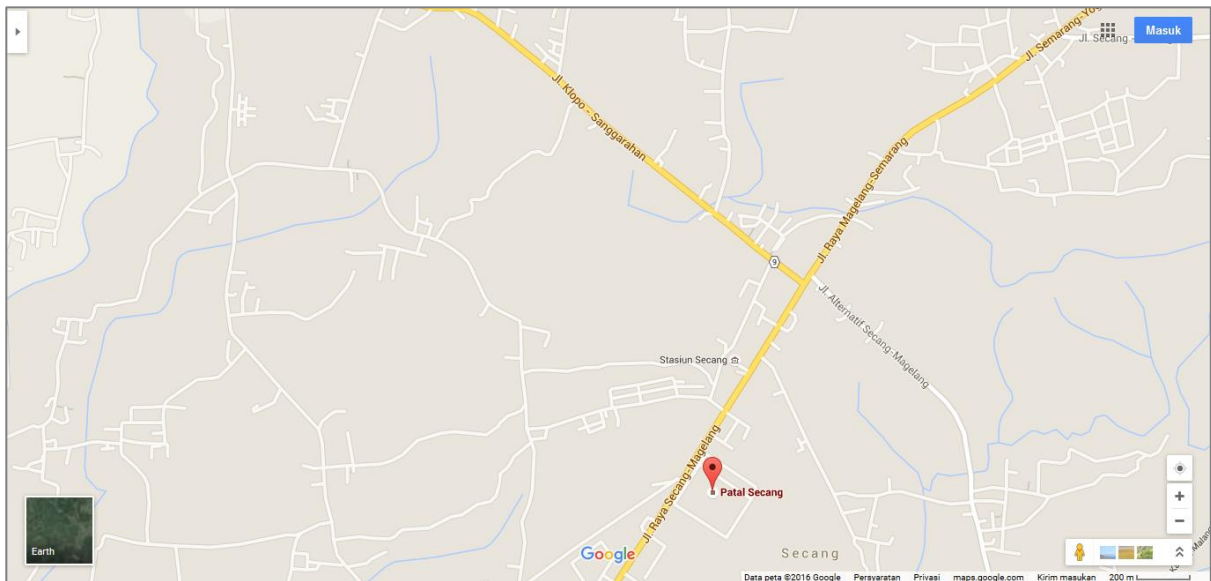 Masuk
Jl. Secang -
Jl. Semarang-Yog
Jl. Klopo - Sanggarahan
Jl. Raya Magelang-Semarang
9
Jl. Alternatif Secang-Magelang
Stasiun Secang
Jl. Raya Secang-Magelang
Patal Secang
Earth
Google
Secang
Malang
Data peta ©2016 Google Persyaratan Privasi maps.google.com Kirim masukan 200 m